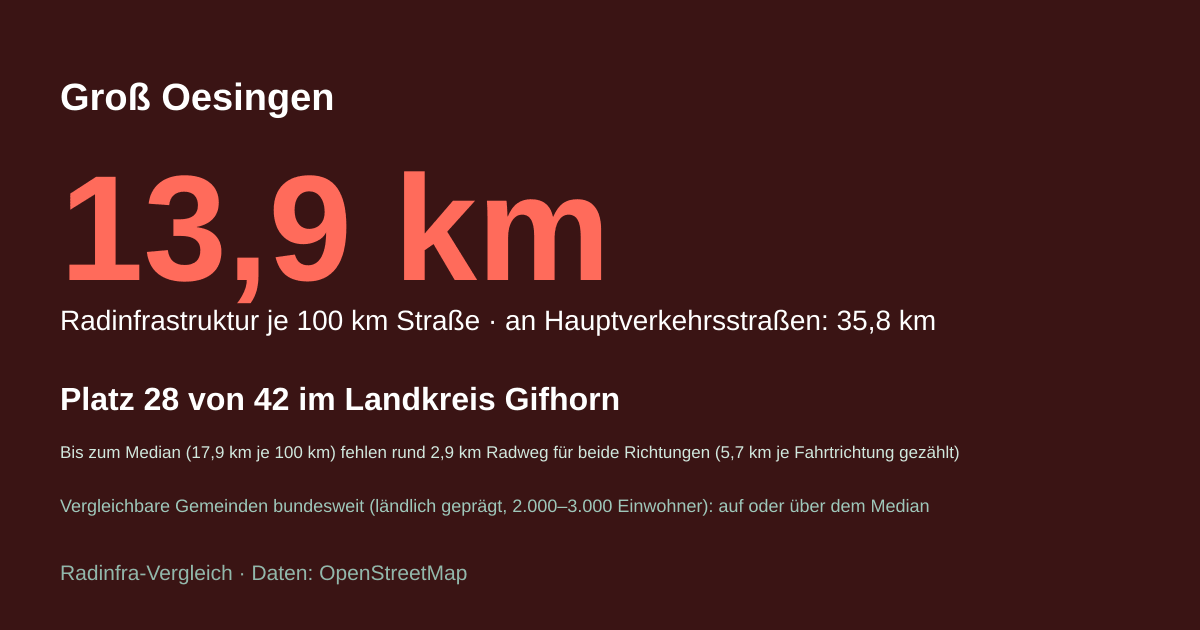 Groß Oesingen
13,9 km
Radinfrastruktur je 100 km Straße · an Hauptverkehrsstraßen: 35,8 km
Platz 28 von 42 im Landkreis Gifhorn
Bis zum Median (17,9 km je 100 km) fehlen rund 2,9 km Radweg für beide Richtungen (5,7 km je Fahrtrichtung gezählt)
Vergleichbare Gemeinden bundesweit (ländlich geprägt, 2.000–3.000 Einwohner): auf oder über dem Median
Radinfra-Vergleich · Daten: OpenStreetMap